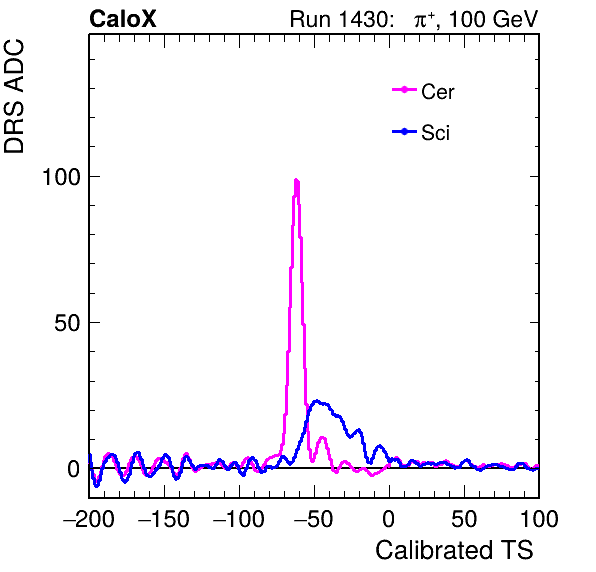 CaloX Run 1430: π⁺, 100 GeV
DRS ADC
Cer
Sci
100
50
0
−200 −150 −100 −50 0 50 100
Calibrated TS